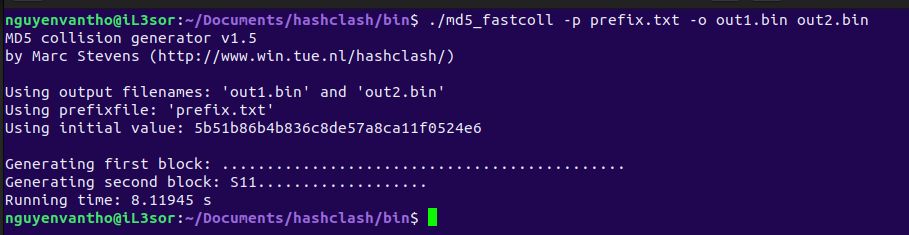 nguyenvantho@iL3sor:~/Documents/hashclash/bin$ ./md5_fastcoll -p prefix.txt -o out1.bin out2.bin
MD5 collision generator v1.5
by Marc Stevens (http://www.win.tue.nl/hashclash/)

Using output filenames: 'out1.bin' and 'out2.bin'
Using prefixfile: 'prefix.txt'
Using initial value: 5b51b86b4b836c8de57a8ca11f0524e6

Generating first block: .............................................
Generating second block: S11...................
Running time: 8.11945 s
nguyenvantho@iL3sor:~/Documents/hashclash/bin$